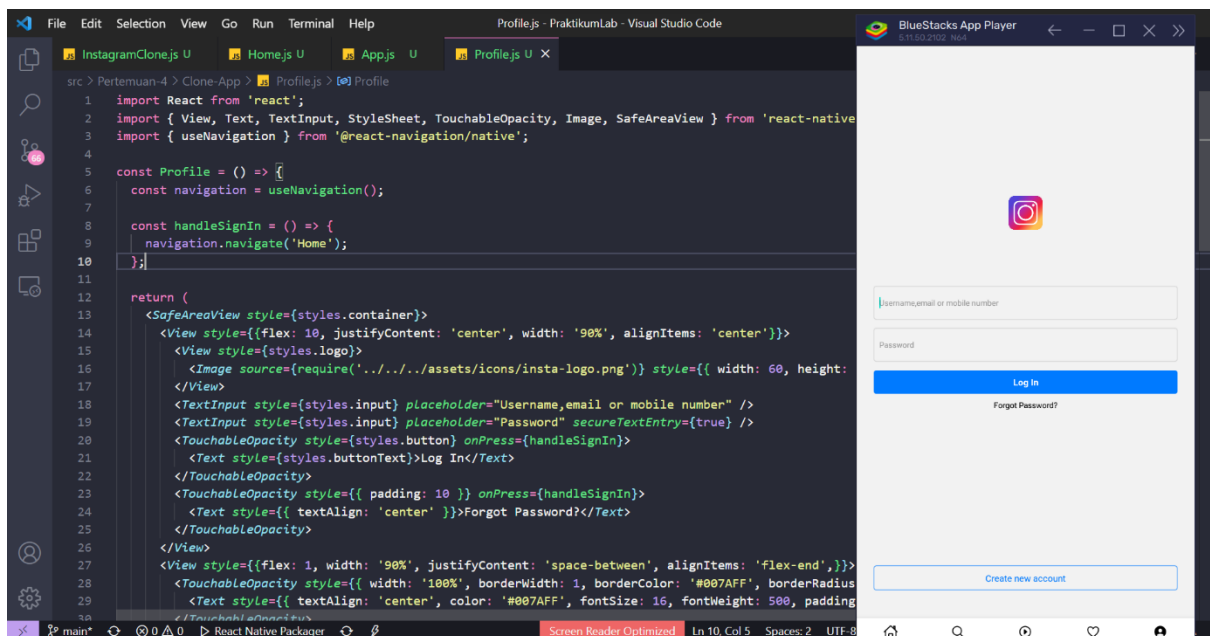 File Edit Selection View Go Run Terminal Help Profile.js - PraktikumLab - Visual Studio Code
InstagramClone.js U Home.js U App.js U Profile.js U
src > Pertemuan-4 > Clone-App > Profile.js > Profile
1 import React from 'react';
2 import { View, Text, TextInput, StyleSheet, TouchableOpacity, Image, SafeAreaView } from 'react-native
3 import { useNavigation } from '@react-navigation/native';
4
5 const Profile = () => {
6 const navigation = useNavigation();
7
8 const handleSignIn = () => {
9 navigation.navigate('Home');
10 };
11
12 return (
13 <SafeAreaView style={styles.container}>
14 <View style={{flex: 10, justifyContent: 'center', width: '90%', alignItems: 'center'}}>
15 <View style={styles.logo}>
16 <Image source={require('../../../assets/icons/insta-logo.png')} style={{ width: 60, height:
17 </View>
18 <TextInput style={styles.input} placeholder="Username,email or mobile number" />
19 <TextInput style={styles.input} placeholder="Password" secureTextEntry={true} />
20 <TouchableOpacity style={styles.button} onPress={handleSignIn}>
21 <Text style={styles.buttonText}>Log In</Text>
22 </TouchableOpacity>
23 <TouchableOpacity style={{ padding: 10 }} onPress={handleSignIn}>
24 <Text style={{ textAlign: 'center' }}>Forgot Password?</Text>
25 </TouchableOpacity>
26 </View>
27 <View style={{flex: 1, width: '90%', justifyContent: 'space-between', alignItems: 'flex-end',}}>
28 <TouchableOpacity style={{ width: '100%', borderWidth: 1, borderColor: '#007AFF', borderRadius
29 <Text style={{ textAlign: 'center', color: '#007AFF', fontSize: 16, fontWeight: 500, padding
30 </TouchableOpacity>
66
main* 0 0 React Native Packager Screen Reader Optimized Ln 10, Col 5 Spaces: 2 UTF-8
BlueStacks App Player
5.11.50.2102 N64
Username,email or mobile number
Password
Log In
Forgot Password?
Create new account